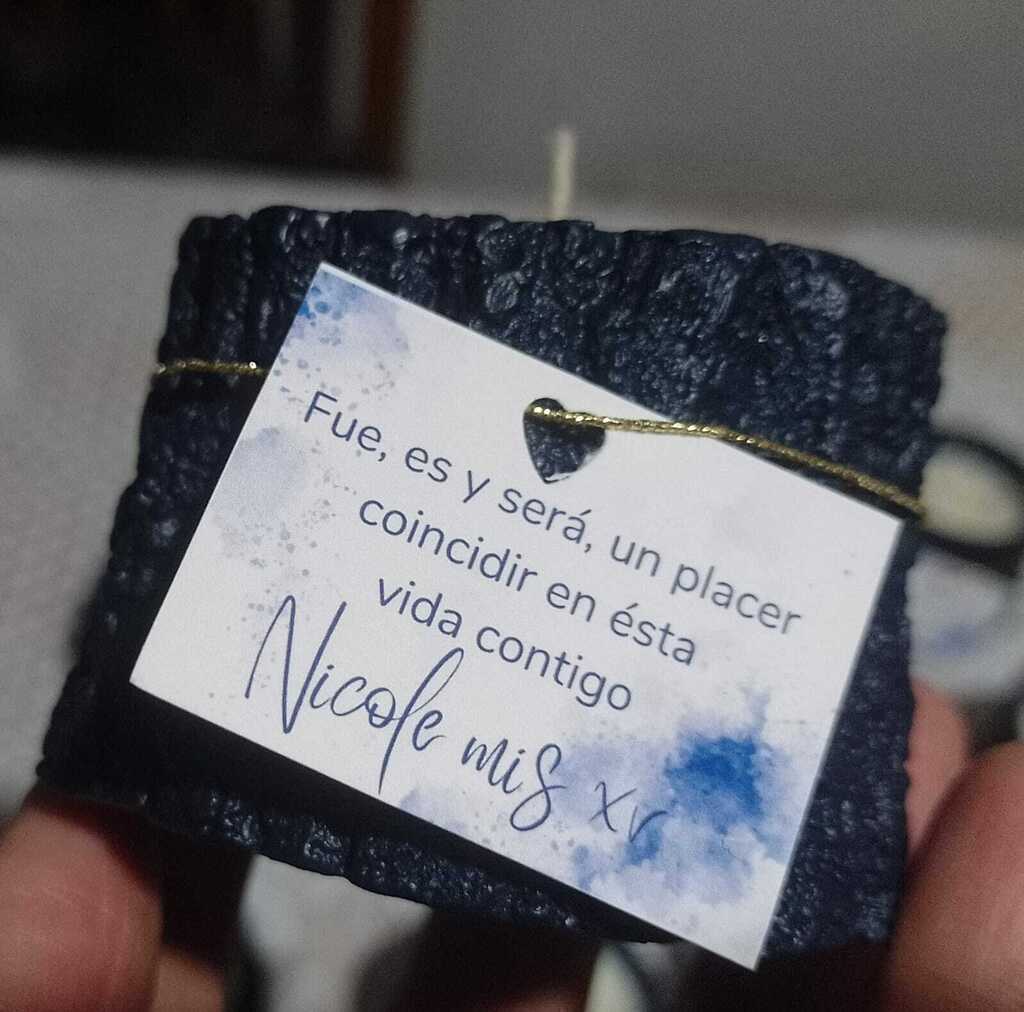 Fue, es y será, un placer
coincidir en ésta
vida contigo
Nicole mis xv